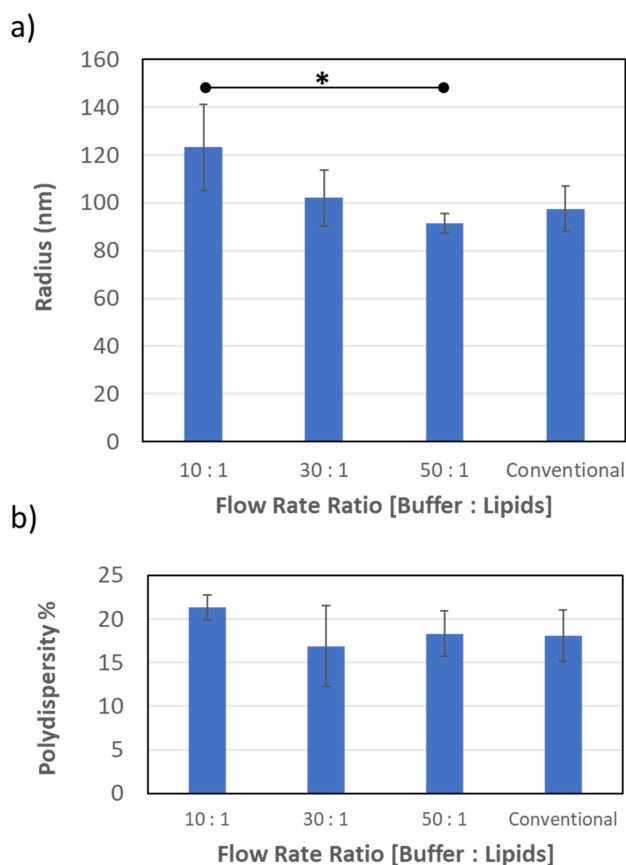 a)
160
140
120
100
80
60
40
20
0
Radius (nm)
*
10 : 1 30 : 1 50 : 1 Conventional
Flow Rate Ratio [Buffer : Lipids]
b)
25
20
15
10
5
0
Polydispersity %
10 : 1 30 : 1 50 : 1 Conventional
Flow Rate Ratio [Buffer : Lipids]